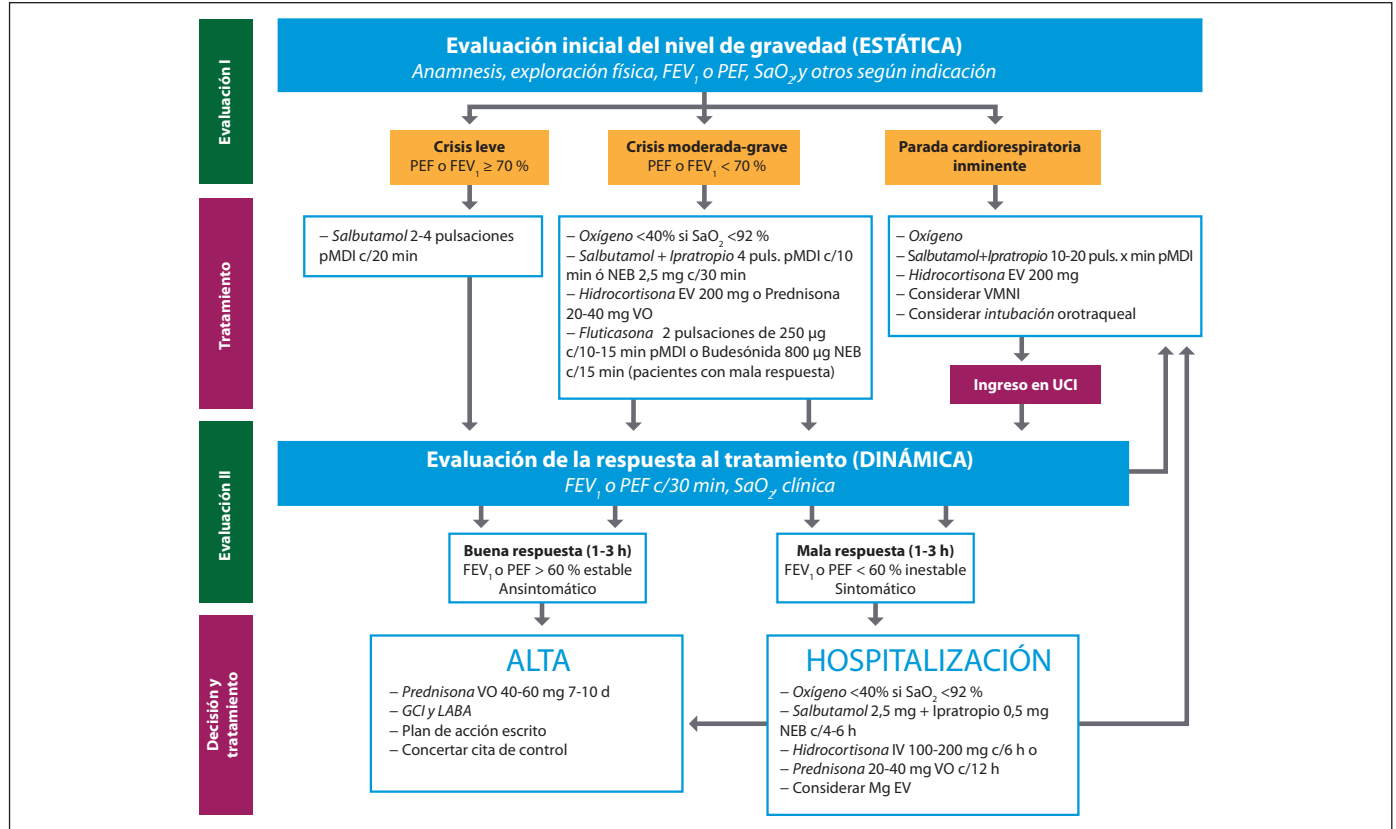 Evaluación I
Evaluación inicial del nivel de gravedad (ESTÁTICA)
Anamnesis, exploración física, FEV₁ o PEF, SaO₂,y otros según indicación
Crisis leve
PEF o FEV₁ ≥ 70 %
Crisis moderada-grave
PEF o FEV₁ < 70 %
Parada cardiorespiratoria
inminente
Tratamiento
– Salbutamol 2-4 pulsaciones
pMDI c/20 min
– Oxígeno <40% si SaO₂ <92 %
– Salbutamol + Ipratropio 4 puls. pMDI c/10
min ó NEB 2,5 mg c/30 min
– Hidrocortisona EV 200 mg o Prednisona
20-40 mg VO
– Fluticasona 2 pulsaciones de 250 µg
c/10-15 min pMDI o Budesónida 800 µg NEB
c/15 min (pacientes con mala respuesta)
– Oxígeno
– Salbutamol+Ipratropio 10-20 puls. x min pMDI
– Hidrocortisona EV 200 mg
– Considerar VMNI
– Considerar intubación orotraqueal
Ingreso en UCI
Evaluación II
Evaluación de la respuesta al tratamiento (DINÁMICA)
FEV₁ o PEF c/30 min, SaO₂, clínica
Buena respuesta (1-3 h)
FEV₁ o PEF > 60 % estable
Ansintomático
Mala respuesta (1-3 h)
FEV₁ o PEF < 60 % inestable
Sintomático
Decisión y
tratamiento
ALTA
– Prednisona VO 40-60 mg 7-10 d
– GCI y LABA
– Plan de acción escrito
– Concertar cita de control
HOSPITALIZACIÓN
– Oxígeno <40% si SaO₂ <92 %
– Salbutamol 2,5 mg + Ipratropio 0,5 mg
NEB c/4-6 h
– Hidrocortisona IV 100-200 mg c/6 h o
– Prednisona 20-40 mg VO c/12 h
– Considerar Mg EV